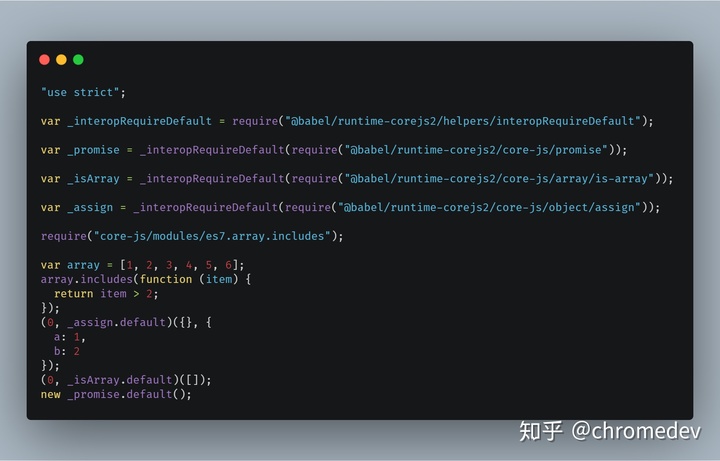 "use strict";
var _interopRequireDefault = require("@babel/runtime-corejs2/helpers/interopRequireDefault");
var _promise = _interopRequireDefault(require("@babel/runtime-corejs2/core-js/promise"));
var _isArray = _interopRequireDefault(require("@babel/runtime-corejs2/core-js/array/is-array"));
var _assign = _interopRequireDefault(require("@babel/runtime-corejs2/core-js/object/assign"));
require("core-js/modules/es7.array.includes");
var array = [1, 2, 3, 4, 5, 6];
array.includes(function (item) {
  return item > 2;
});
(0, _assign.default)({}, {
  a: 1,
  b: 2
});
(0, _isArray.default)([]);
new _promise.default();
知乎 @chromedev